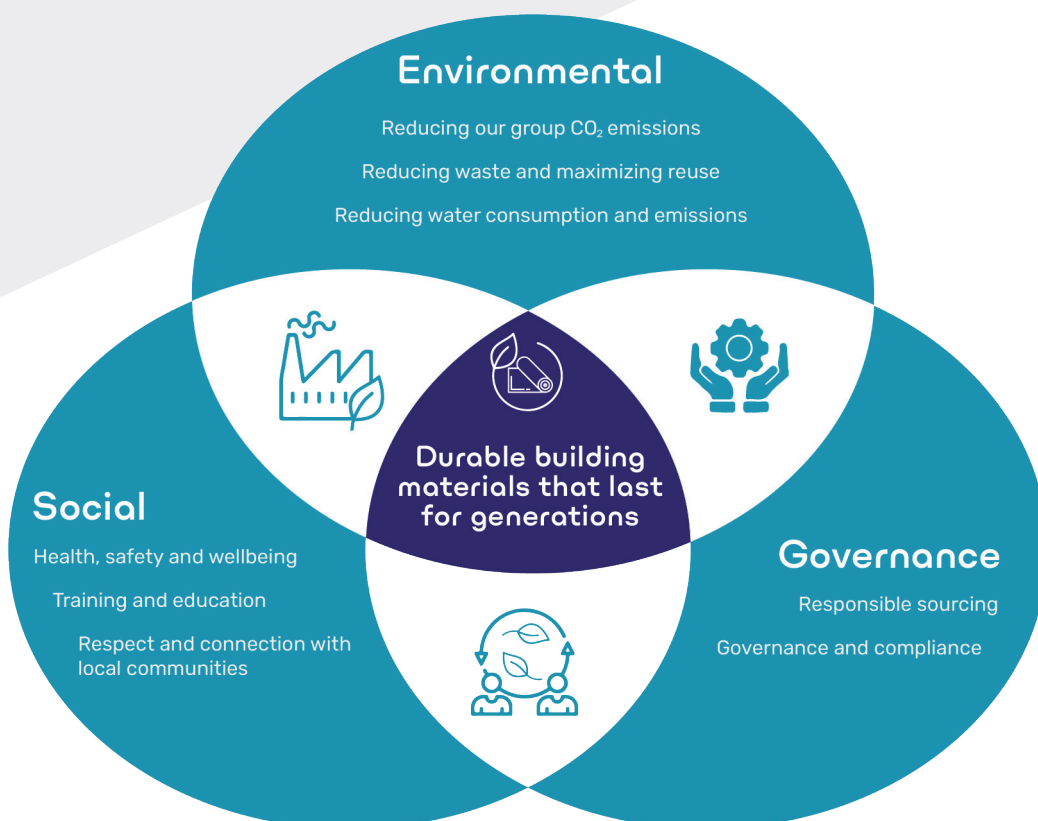 Environmental
Reducing our group CO₂ emissions
Reducing waste and maximizing reuse
Reducing water consumption and emissions
Durable building
materials that last
for generations
Social
Health, safety and wellbeing
Training and education
Respect and connection with
local communities
Governance
Responsible sourcing
Governance and compliance